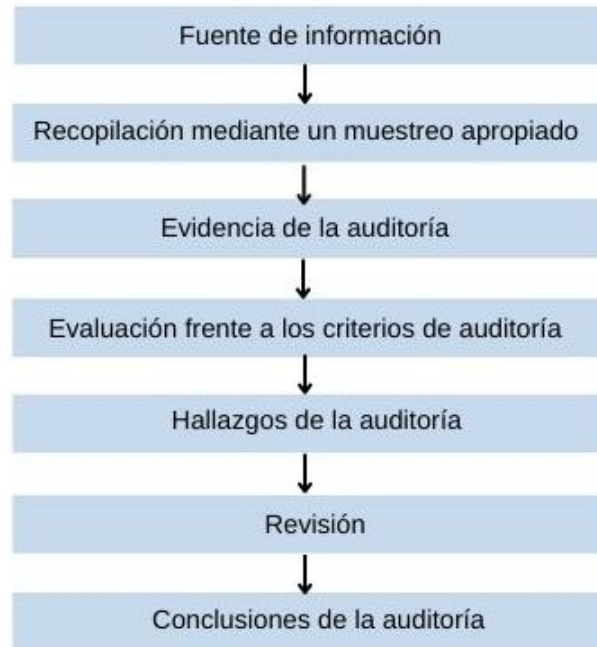 Fuente de información
Recopilación mediante un muestreo apropiado
Evidencia de la auditoría
Evaluación frente a los criterios de auditoría
Hallazgos de la auditoría
Revisión
Conclusiones de la auditoría